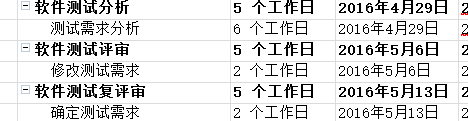 软件测试分析 5 个工作日 2016年4月29日 2
测试需求分析 6 个工作日 2016年4月29日 2
软件测试评审 5 个工作日 2016年5月6日 2
修改测试需求 2 个工作日 2016年5月6日 2
软件测试复评审 5 个工作日 2016年5月13日 2
确定测试需求 2 个工作日 2016年5月13日 2